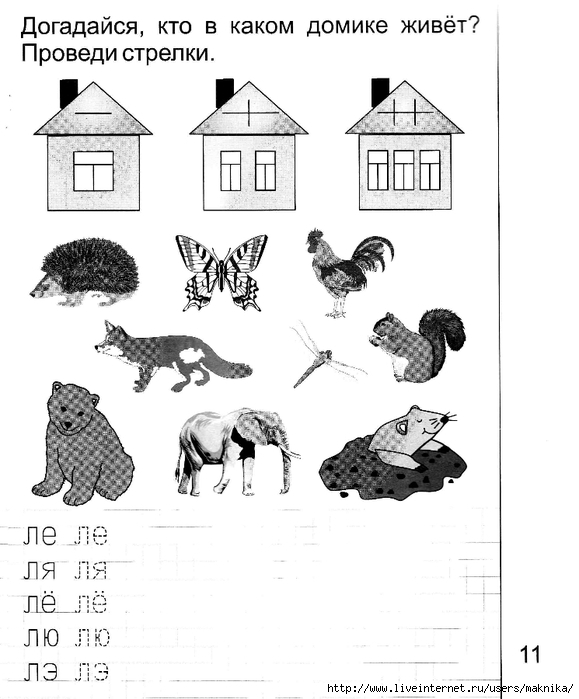 Догадайся, кто в каком домике живёт?
Проведи стрелки.
ле ле
ля ля
лё лё
лю лю
лэ лэ
11
http://www.liveinternet.ru/users/maknika/